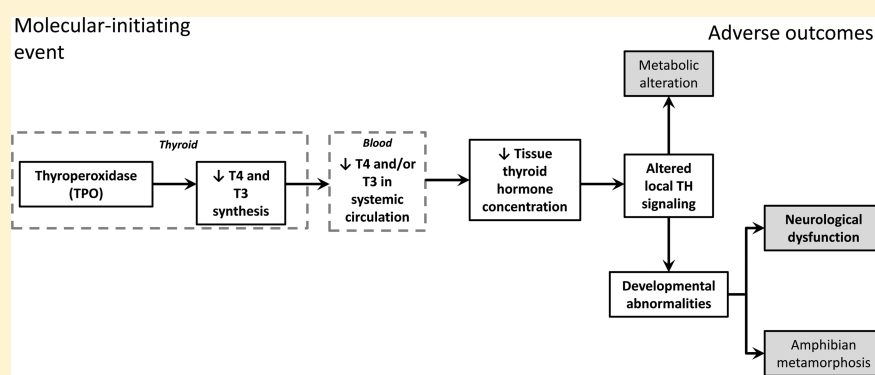 Molecular-initiating
event
Adverse outcomes
Metabolic
alteration
Thyroid
Thyroperoxidase
(TPO)
↓ T4 and
T3
synthesis
Blood
↓ T4 and/or
T3 in
systemic
circulation
↓ Tissue
thyroid
hormone
concentration
Altered
local TH
signaling
Neurological
dysfunction
Developmental
abnormalities
Amphibian
metamorphosis